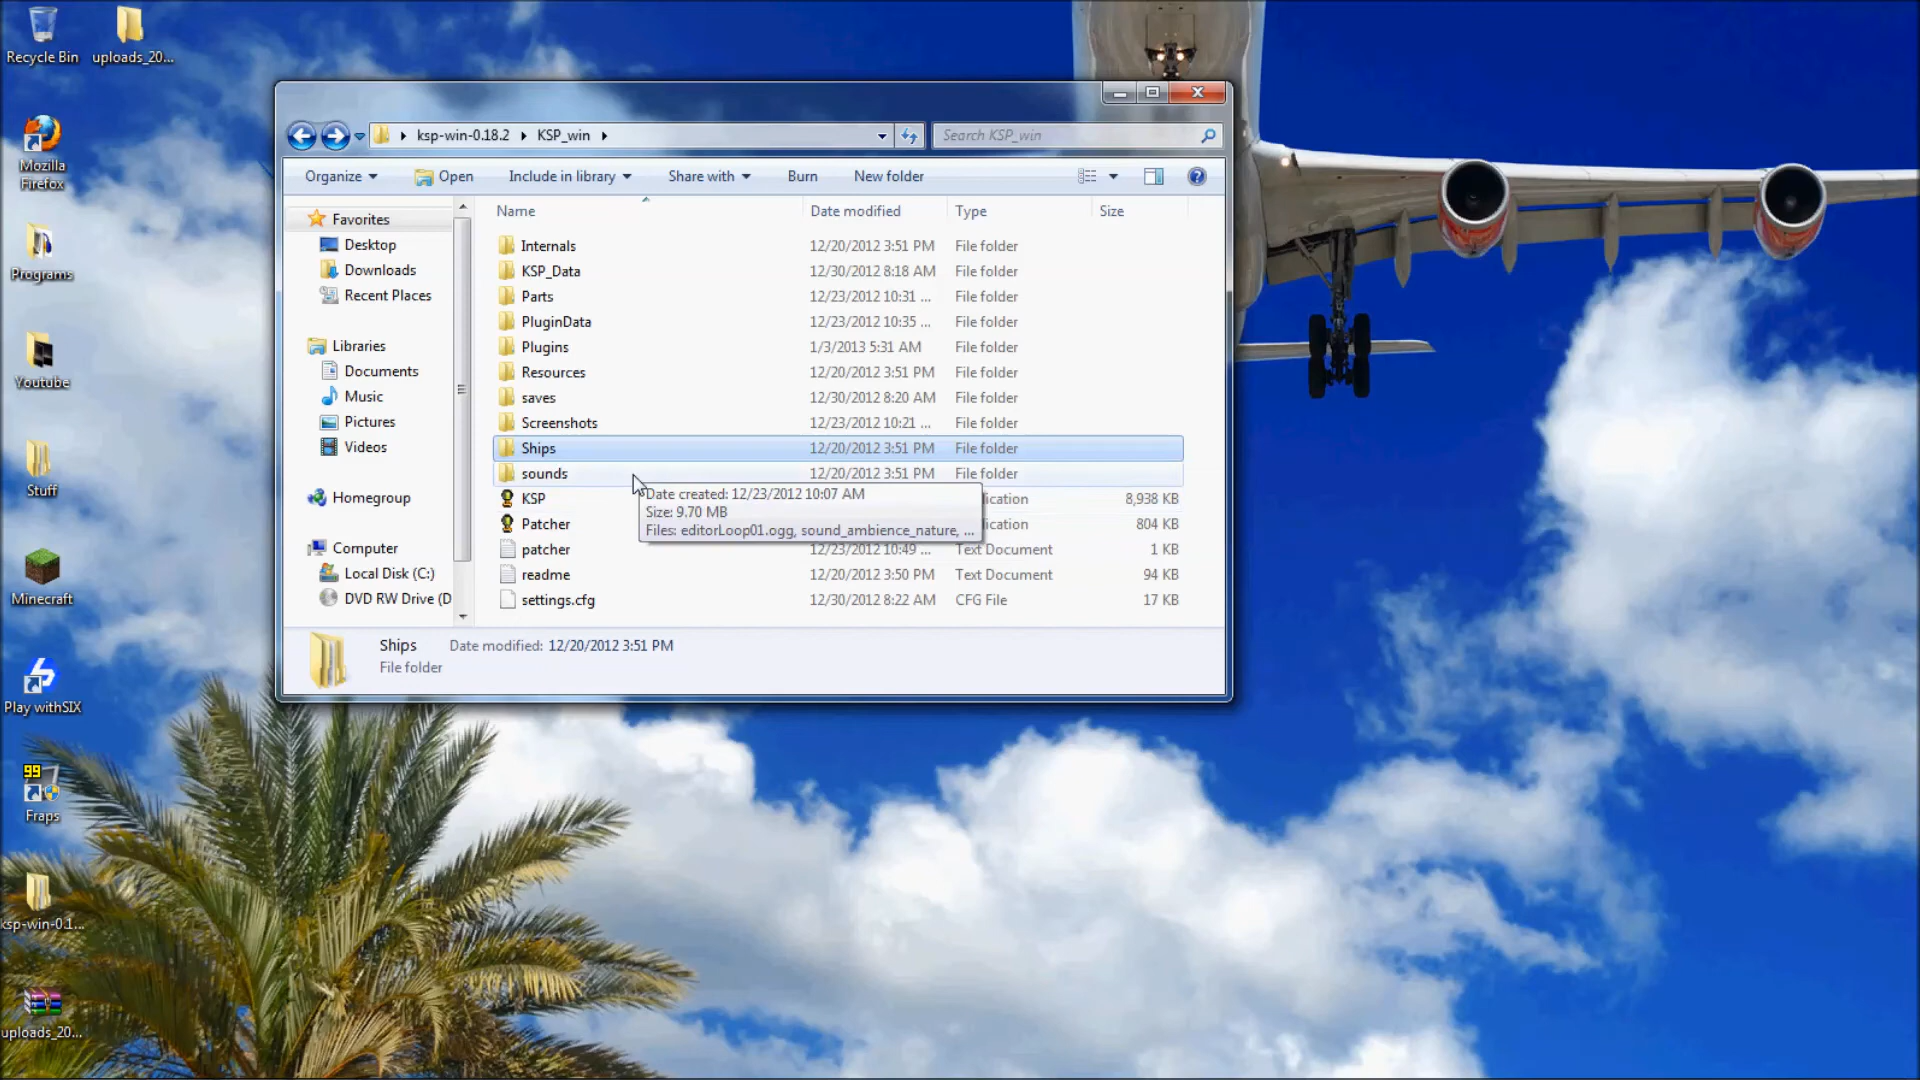 Recycle Bin
uploads_20...
Mozilla
Firefox
Programs
Youtube
Stuff
Minecraft
Play withSIX
99
Fraps
ksp-win-0.1...
uploads_20...
ksp-win-0.18.2
KSP_win
Search KSP_win
Organize
Open
Include in library
Share with
Burn
New folder
Favorites
Desktop
Downloads
Recent Places
Libraries
Documents
Music
Pictures
Videos
Homegroup
Computer
Local Disk (C:)
DVD RW Drive (D
Name Date modified Type Size
Internals 12/20/2012 3:51 PM File folder
KSP_Data 12/30/2012 8:18 AM File folder
Parts 12/23/2012 10:31 ... File folder
PluginData 12/23/2012 10:35 ... File folder
Plugins 1/3/2013 5:31 AM File folder
Resources 12/20/2012 3:51 PM File folder
saves 12/30/2012 8:20 AM File folder
Screenshots 12/23/2012 10:21 ... File folder
Ships 12/20/2012 3:51 PM File folder
sounds 12/20/2012 3:51 PM File folder
KSP ication 8,938 KB
Patcher ication 804 KB
patcher 12/23/2012 10:49 ... Text Document 1 KB
readme 12/20/2012 3:50 PM Text Document 94 KB
settings.cfg 12/30/2012 8:22 AM CFG File 17 KB
Date created: 12/23/2012 10:07 AM
Size: 9.70 MB
Files: editorLoop01.ogg, sound_ambience_nature, ...
Ships Date modified: 12/20/2012 3:51 PM
File folder